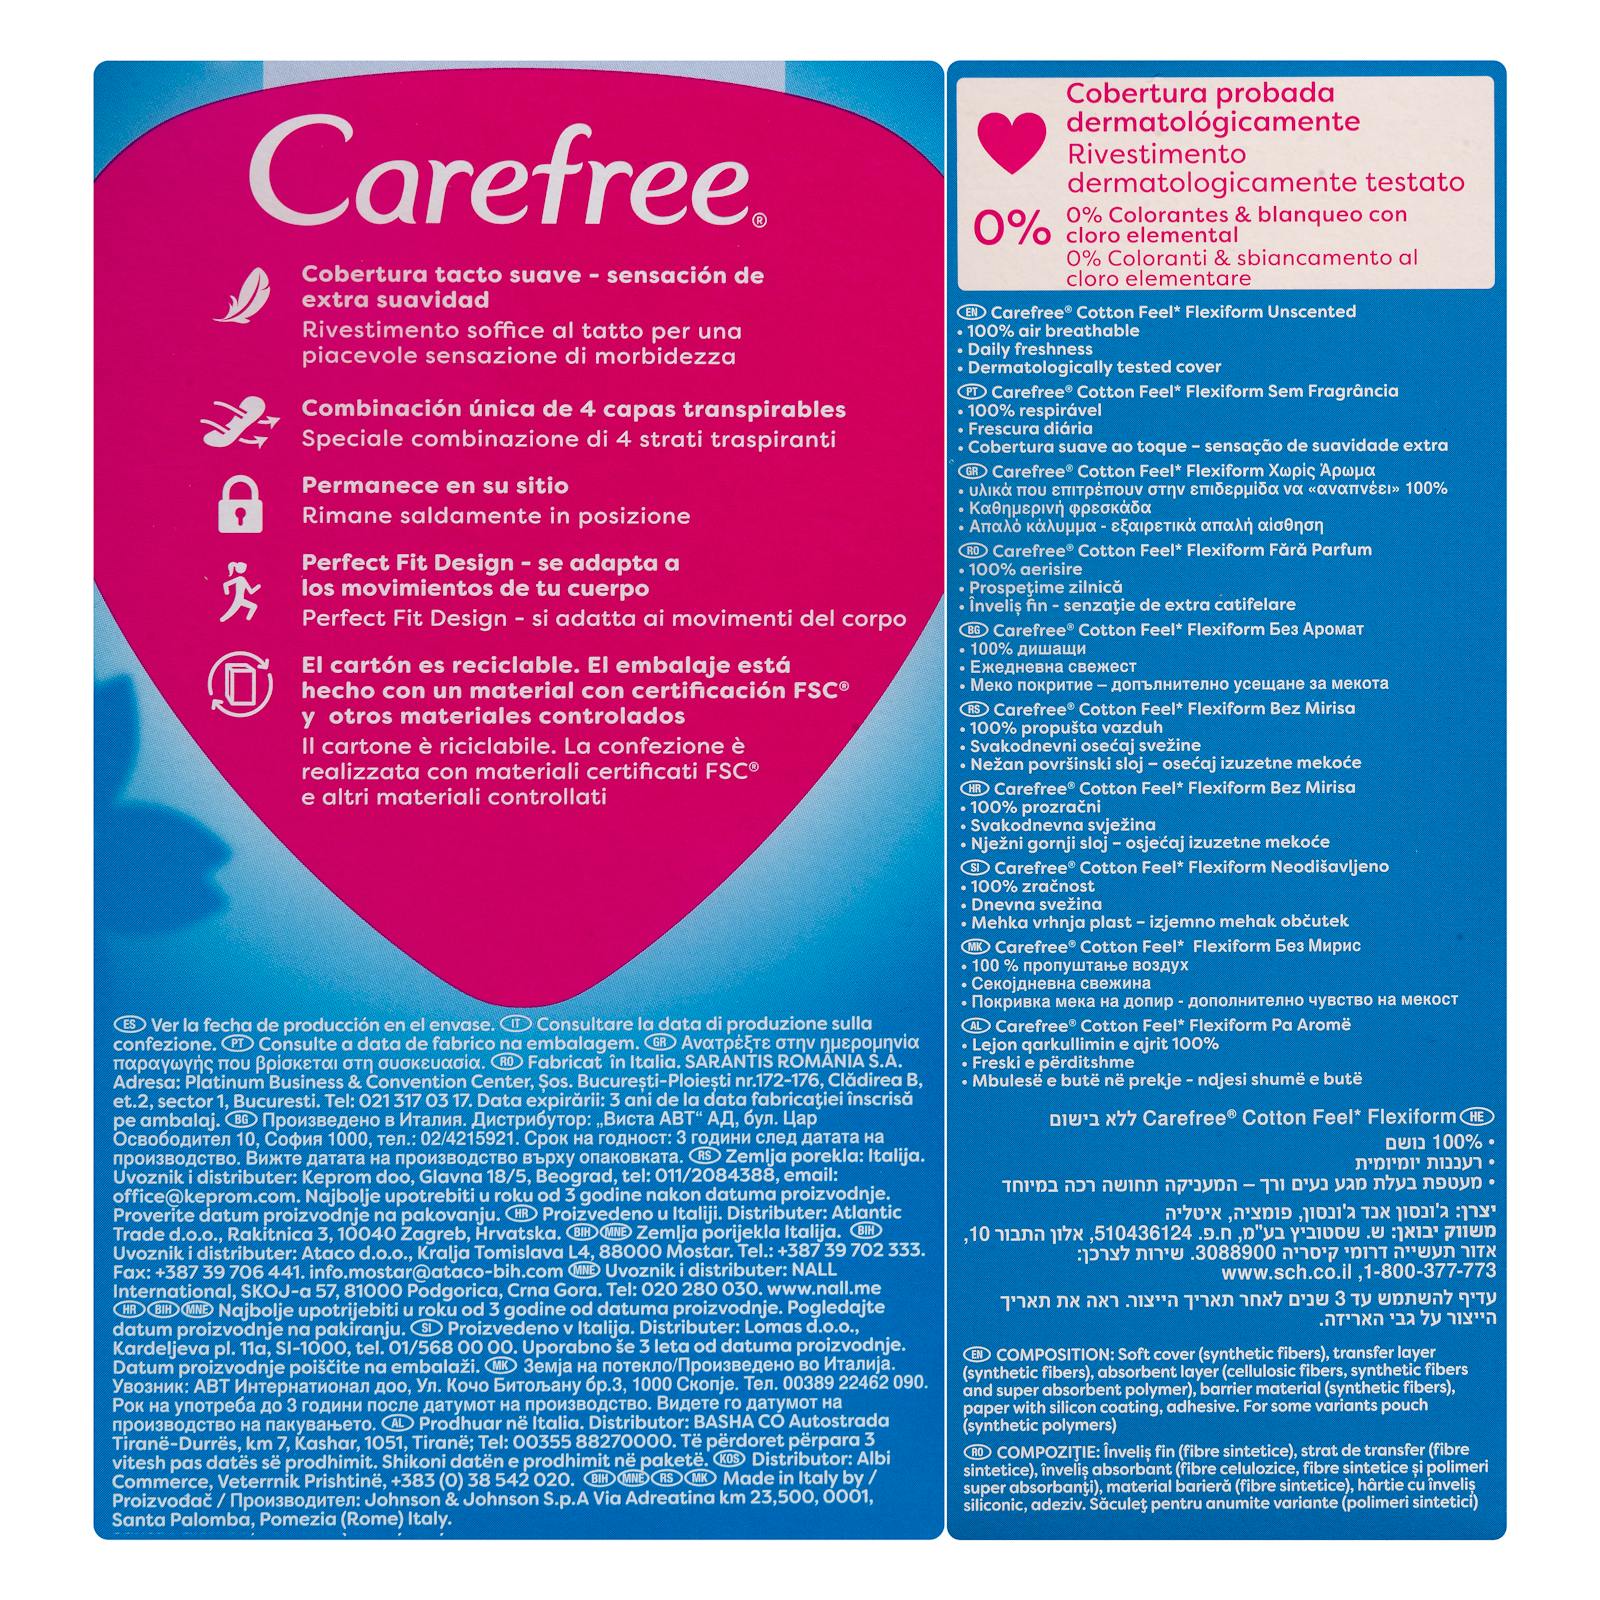 Carefree®
Cobertura tacto suave - sensación de
extra suavidad
Rivestimento soffice al tatto per una
piacevole sensazione di morbidezza
Combinación única de 4 capas transpirables
Speciale combinazione di 4 strati traspiranti
Permanece en su sitio
Rimane saldamente in posizione
Perfect Fit Design - se adapta a
los movimientos de tu cuerpo
Perfect Fit Design - si adatta ai movimenti del corpo
El cartón es reciclable. El embalaje está
hecho con un material con certificación FSC®
y otros materiales controlados
Il cartone è riciclabile. La confezione è
realizzata con materiali certificati FSC®
e altri materiali controllati
ES Ver la fecha de producción en el envase. IT Consultare la data di produzione sulla
confezione. PT Consulte a data de fabrico na embalagem. GR Ανατρέξτε στην ημερομηνία
παραγωγής που βρίσκεται στη συσκευασία. RO Fabricat în Italia. SARANTIS ROMÂNIA S.A.
Adresa: Platinum Business & Convention Center, Șos. București-Ploiești nr.172-176, Clădirea B,
et.2, sector 1, Bucuresti. Tel: 021 317 03 17. Data expirării: 3 ani de la data fabricației înscrisă
pe ambalaj. BG Произведено в Италия. Дистрибутор: „Виста АВТ“ АД, бул. Цар
Освободител 10, София 1000, тел.: 02/4215921. Срок на годност: 3 години след датата на
производство. Вижте датата на производство върху опаковката. RS Zemlja porekla: Italija.
Uvoznik i distributer: Keprom doo, Glavna 18/5, Beograd, tel: 011/2084388, email:
office@keprom.com. Najbolje upotrebiti u roku od 3 godine nakon datuma proizvodnje.
Proverite datum proizvodnje na pakovanju. HR Proizvedeno u Italiji. Distributer: Atlantic
Trade d.o.o., Rakitnica 3, 10040 Zagreb, Hrvatska. BIH MNE Zemlja porijekla Italija. BIH
Uvoznik i distributer: Ataco d.o.o., Kralja Tomislava L4, 88000 Mostar. Tel.: +387 39 702 333.
Fax: +387 39 706 441. info.mostar@ataco-bih.com MNE Uvoznik i distributer: NALL
International, SKOJ-a 57, 81000 Podgorica, Crna Gora. Tel: 020 280 030. www.nall.me
HR BIH MNE Najbolje upotrijebiti u roku od 3 godine od datuma proizvodnje. Pogledajte
datum proizvodnje na pakiranju. SI Proizvedeno v Italija. Distributer: Lomas d.o.o.,
Kardeljeva pl. 11a, SI-1000, tel. 01/568 00 00. Uporabno še 3 leta od datuma proizvodnje.
Datum proizvodnje poiščite na embalaži. MK Земја на потекло/Произведено во Италија.
Увозник: АВТ Интернатионал доо, Ул. Кочо Битољану бр.3, 1000 Скопје. Тел. 00389 22462 090.
Рок на употреба до 3 години после датумот на производство. Видете го датумот на
производство на пакувањето. AL Prodhuar në Italia. Distributor: BASHA CO Autostrada
Tiranë-Durrës, km 7, Kashar, 1051, Tiranë; Tel: 00355 88270000. Të përdoret përpara 3
vitesh pas datës së prodhimit. Shikoni datën e prodhimit në paketë. KOS Distributor: Albi
Commerce, Veterrnik Prishtinë, +383 (0) 38 542 020. BIH MNE RS MK Made in Italy by /
Proizvođač / Производител: Johnson & Johnson S.p.A Via Adreatina km 23,500, 0001,
Santa Palomba, Pomezia (Rome) Italy.
Cobertura probada
dermatológicamente
Rivestimento
dermatologicamente testato
0%
0% Colorantes & blanqueo con
cloro elemental
0% Coloranti & sbiancamento al
cloro elementare
EN Carefree® Cotton Feel* Flexiform Unscented
• 100% air breathable
• Daily freshness
• Dermatologically tested cover
PT Carefree® Cotton Feel* Flexiform Sem Fragrância
• 100% respirável
• Frescura diária
• Cobertura suave ao toque – sensação de suavidade extra
GR Carefree® Cotton Feel* Flexiform Χωρίς Άρωμα
• υλικά που επιτρέπουν στην επιδερμίδα να «αναπνέει» 100%
• Καθημερινή φρεσκάδα
• Απαλό κάλυμμα - εξαιρετικά απαλή αίσθηση
RO Carefree® Cotton Feel* Flexiform Fără Parfum
• 100% aerisire
• Prospețime zilnică
• Înveliș fin - senzație de extra catifelare
BG Carefree® Cotton Feel* Flexiform Без Аромат
• 100% дишащи
• Ежедневна свежест
• Меко покритие – допълнително усещане за мекота
RS Carefree® Cotton Feel* Flexiform Bez Mirisa
• 100% propušta vazduh
• Svakodnevni osećaj svežine
• Nežan površinski sloj – osećaj izuzetne mekoće
HR Carefree® Cotton Feel* Flexiform Bez Mirisa
• 100% prozračni
• Svakodnevna svježina
• Nježni gornji sloj – osjećaj izuzetne mekoće
SI Carefree® Cotton Feel* Flexiform Neodišavljeno
• 100% zračnost
• Dnevna svežina
• Mehka vrhnja plast – izjemno mehak občutek
MK Carefree® Cotton Feel* Flexiform Без Мирис
• 100 % пропуштање воздух
• Секојдневна свежина
• Покривка мека на допир - дополнително чувство на мекост
AL Carefree® Cotton Feel* Flexiform Pa Aromë
• Lejon qarkullimin e ajrit 100%
• Freski e përditshme
• Mbulesë e butë në prekje - ndjesi shumë e butë
HE Carefree® Cotton Feel* Flexiform ללא בישום
• 100% נושם
• רעננות יומיומית
• מעטפת בעלת מגע נעים ורך – המעניקה תחושה רכה במיוחד
יצרן: ג'ונסון אנד ג'ונסון, פומציה, איטליה
משווק יבואן: ש. שסטוביץ בע"מ, ח.פ. 510436124, אלון התבור 10,
אזור תעשייה דרומי קיסריה 3088900. שירות לצרכן:
1-800-377-773, www.sch.co.il
עדיף להשתמש עד 3 שנים לאחר תאריך הייצור. ראה את תאריך
הייצור על גבי האריזה.
EN COMPOSITION: Soft cover (synthetic fibers), transfer layer
(synthetic fibers), absorbent layer (cellulosic fibers, synthetic fibers
and super absorbent polymer), barrier material (synthetic fibers),
paper with silicon coating, adhesive. For some variants pouch
(synthetic polymers)
RO COMPOZIȚIE: Înveliș fin (fibre sintetice), strat de transfer (fibre
sintetice), înveliș absorbant (fibre celulozice, fibre sintetice și polimeri
super absorbanți), material barieră (fibre sintetice), hârtie cu înveliș
siliconic, adeziv. Săculeț pentru anumite variante (polimeri sintetici)